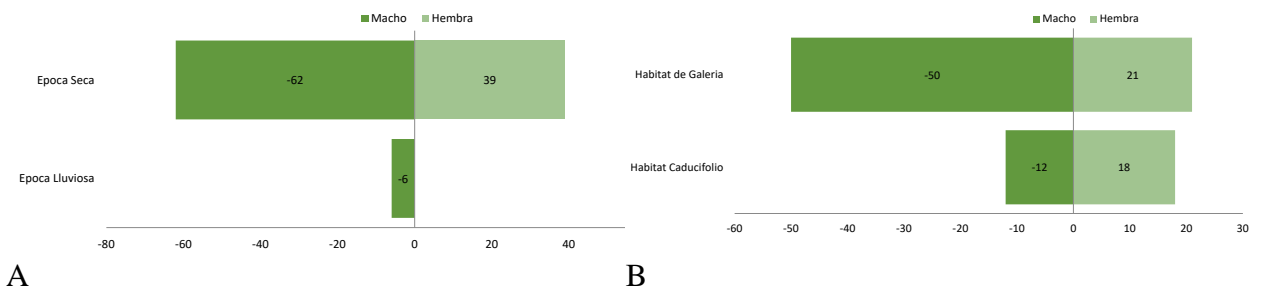 Macho Hembra
Epoca Seca
-62
39
Epoca Lluviosa
-6
-80 -60 -40 -20 0 20 40
A
Macho Hembra
Habitat de Galeria
-50
21
Habitat Caducifolio
-12
18
-60 -50 -40 -30 -20 -10 0 10 20 30
B